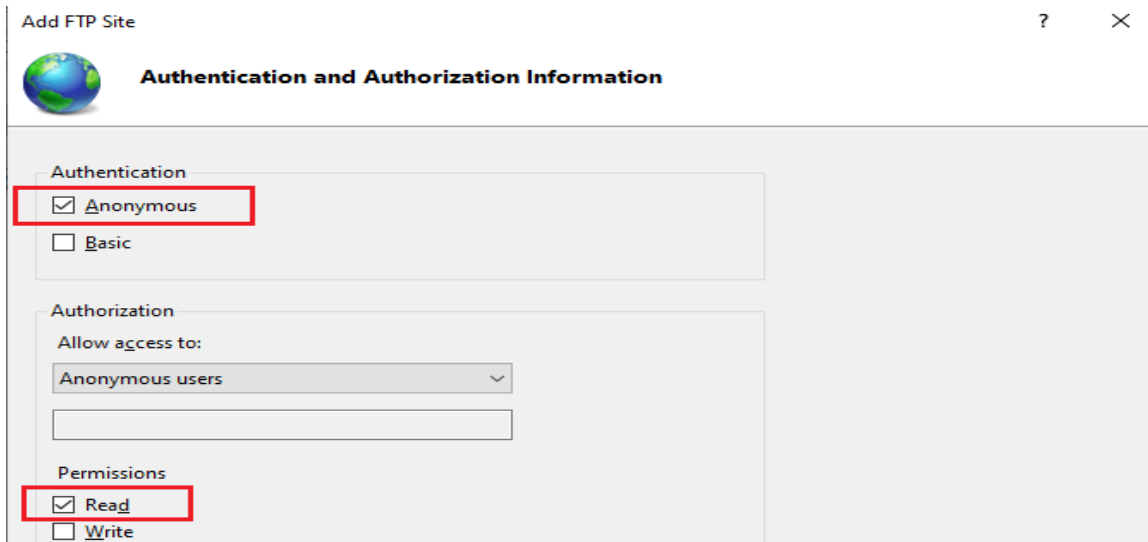 Add FTP Site
?
Authentication and Authorization Information
Authentication
Anonymous
Basic
Authorization
Allow access to:
Anonymous users
Permissions
Read
Write